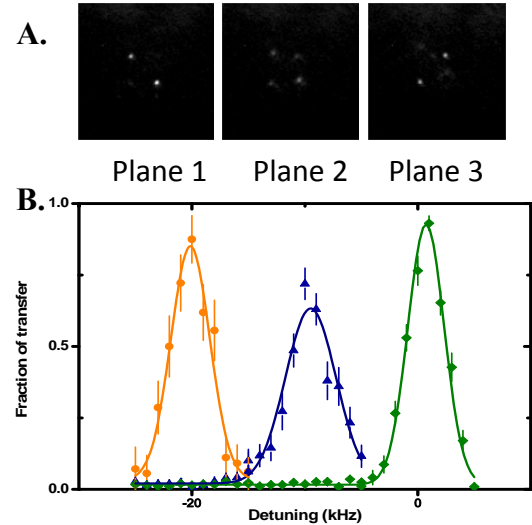 A.
Plane 1 Plane 2 Plane 3
B.
1.0
Fraction of transfer
0.5
0.0
-20 0
Detuning (kHz)